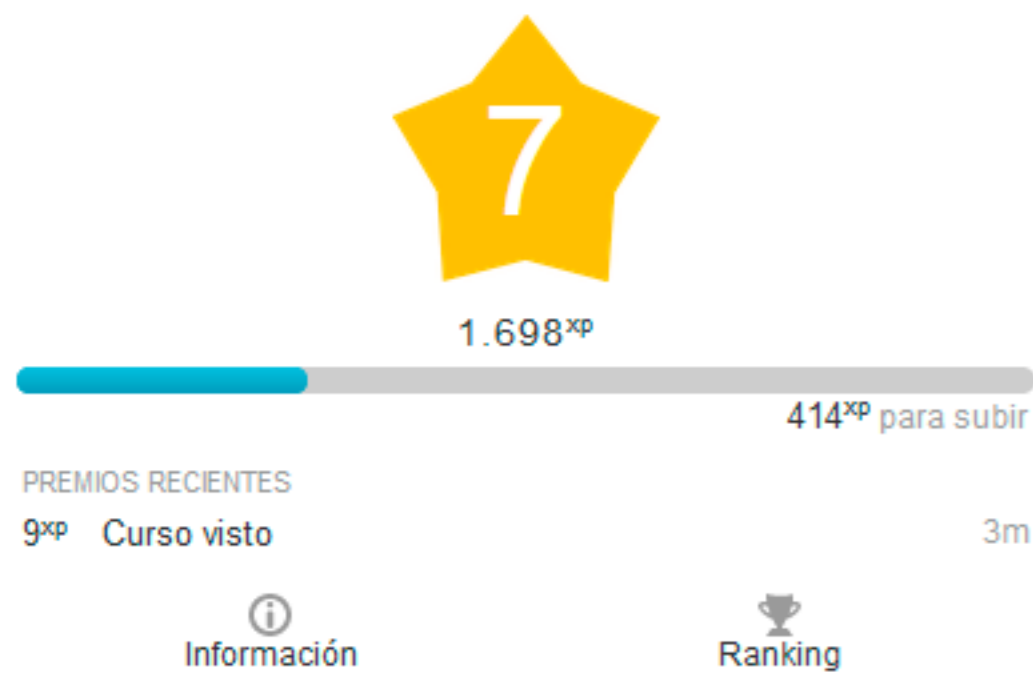 7
1.698xp
414xp para subir
PREMIOS RECIENTES
9xp Curso visto 3m
Información Ranking